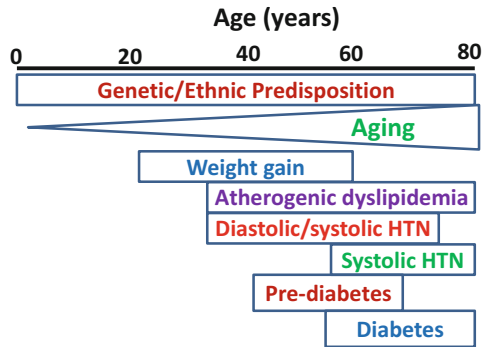 Age (years)
0 20 40 60 80
Genetic/Ethnic Predisposition
Aging
Weight gain
Atherogenic dyslipidemia
Diastolic/systolic HTN
Systolic HTN
Pre-diabetes
Diabetes